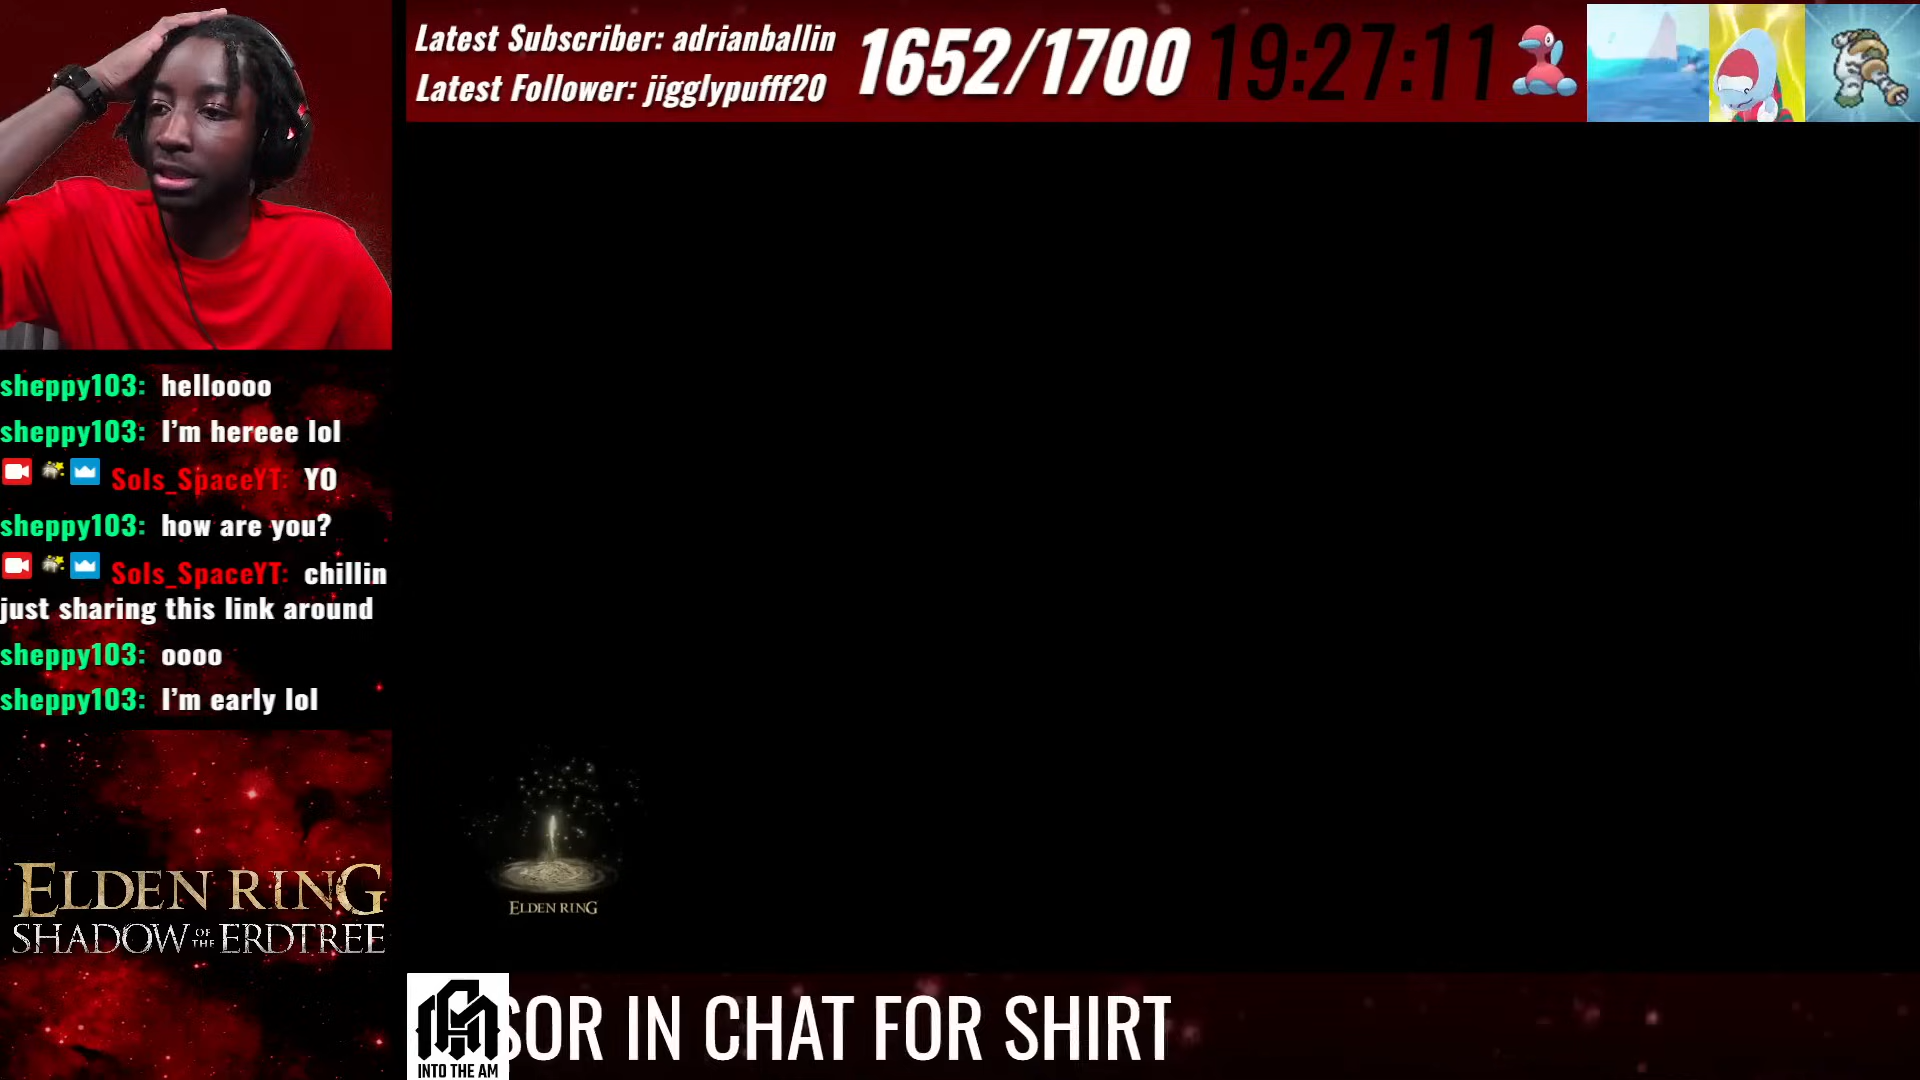 Latest Subscriber: adrianballin
Latest Follower: jigglypufff20
1652/1700
19:27:11
sheppy103: helloooo
sheppy103: I'm hereee lol
Sols_SpaceYT: YO
sheppy103: how are you?
Sols_SpaceYT: chillin
just sharing this link around
sheppy103: oooo
sheppy103: I'm early lol
ELDEN RING
ELDEN RING
SHADOW OF THE ERDTREE
SOR IN CHAT FOR SHIRT
INTO THE AM